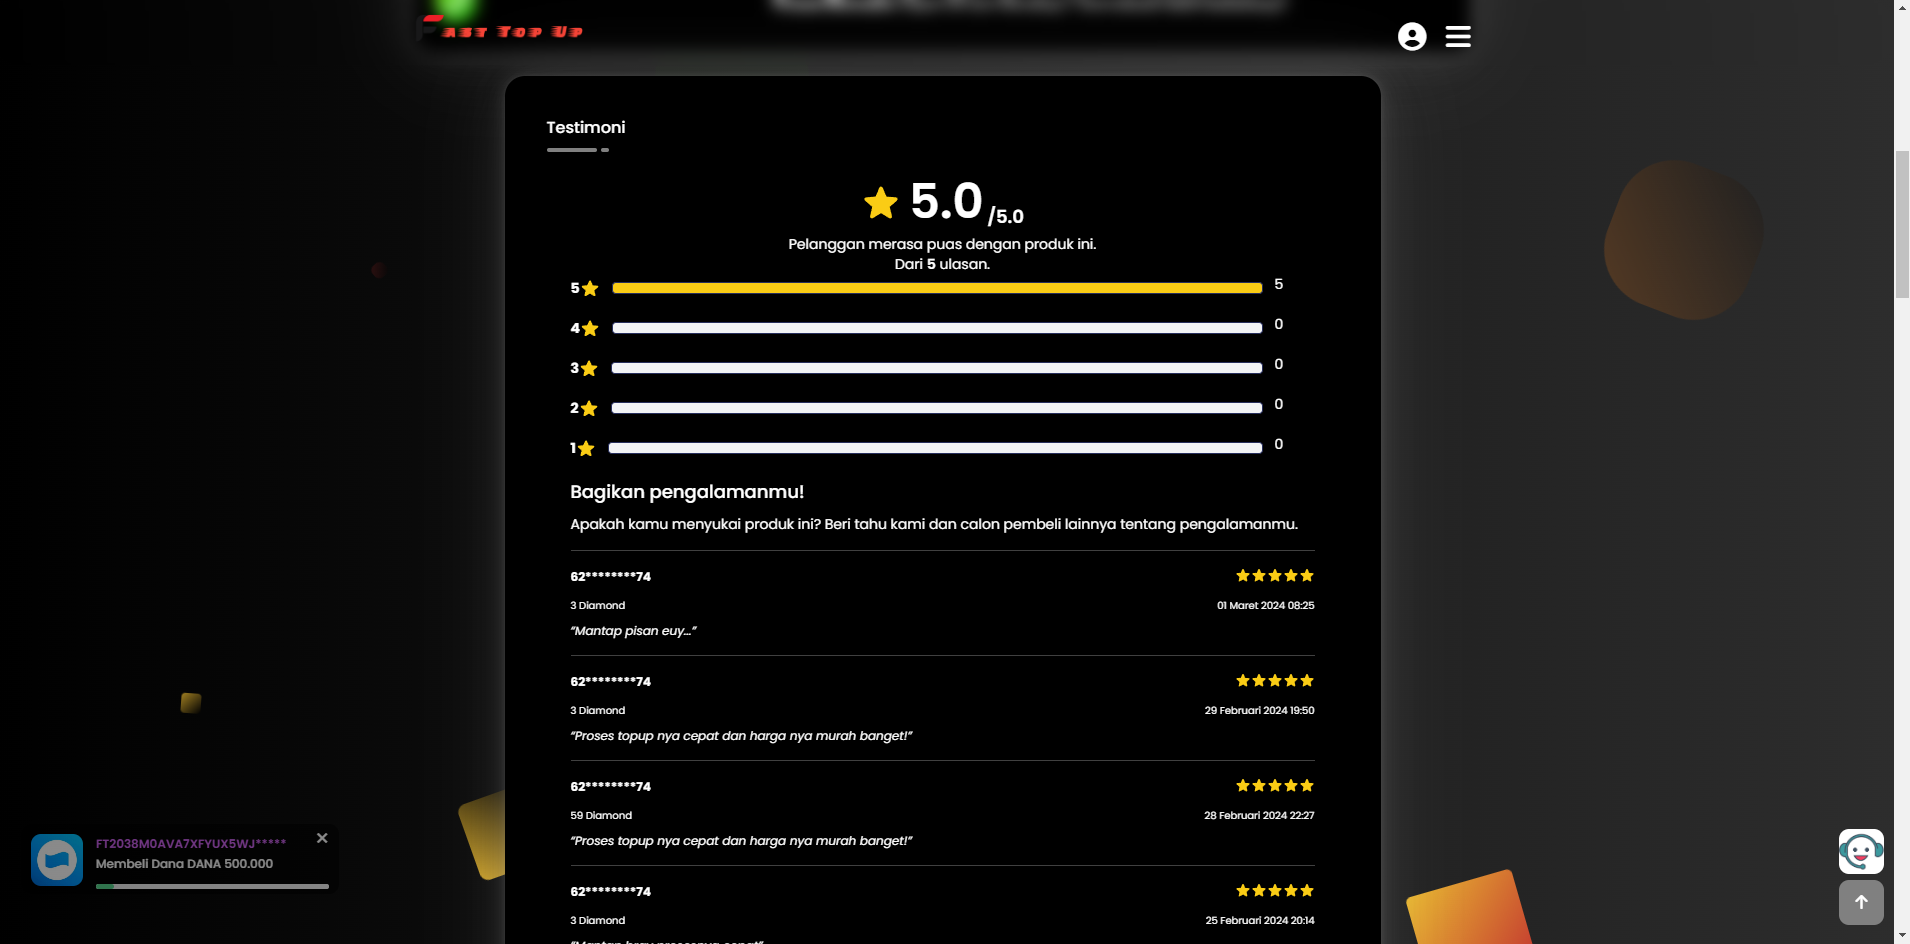 Fast Top Up
Testimoni
5.0 /5.0
Pelanggan merasa puas dengan produk ini.
Dari 5 ulasan.
5 5
4 0
3 0
2 0
1 0
Bagikan pengalamanmu!
Apakah kamu menyukai produk ini? Beri tahu kami dan calon pembeli lainnya tentang pengalamanmu.
62********74
3 Diamond 01 Maret 2024 08:25
“Mantap pisan euy...”
62********74
3 Diamond 29 Februari 2024 19:50
“Proses topup nya cepat dan harga nya murah banget!”
62********74
59 Diamond 28 Februari 2024 22:27
“Proses topup nya cepat dan harga nya murah banget!”
62********74
3 Diamond 25 Februari 2024 20:14
FT2038M0AVA7XFYUX5WJ*****
Membeli Dana DANA 500.000